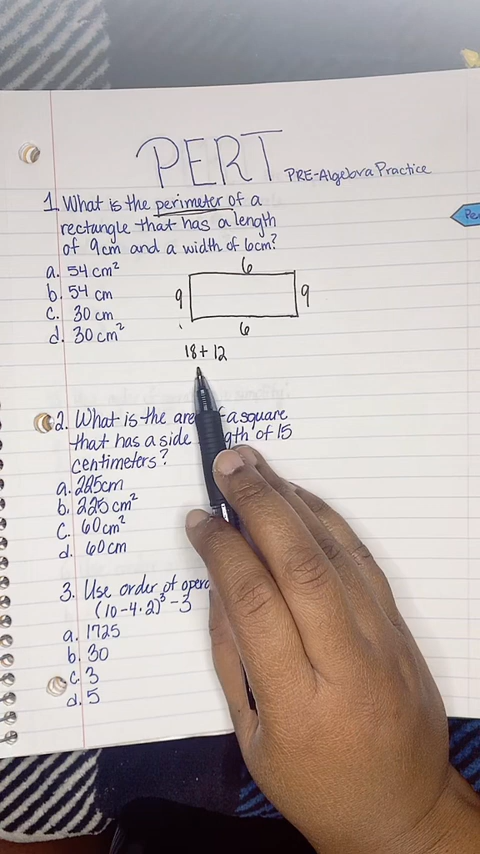 PERT PRE-Algebra Practice
1. What is the perimeter of a
rectangle that has a length
of 9cm and a width of 6cm?
a. 54 cm²
b. 54 cm
c. 30 cm
d. 30 cm²
6
9
9
6
18 + 12
2. What is the a square
that has a side of 15
centimeters?
a. 225cm
b. 225 cm²
c. 60 cm²
d. 60 cm
3. Use order of
(10-4·2)³-3
a. 1725
b. 30
c. 3
d. 5